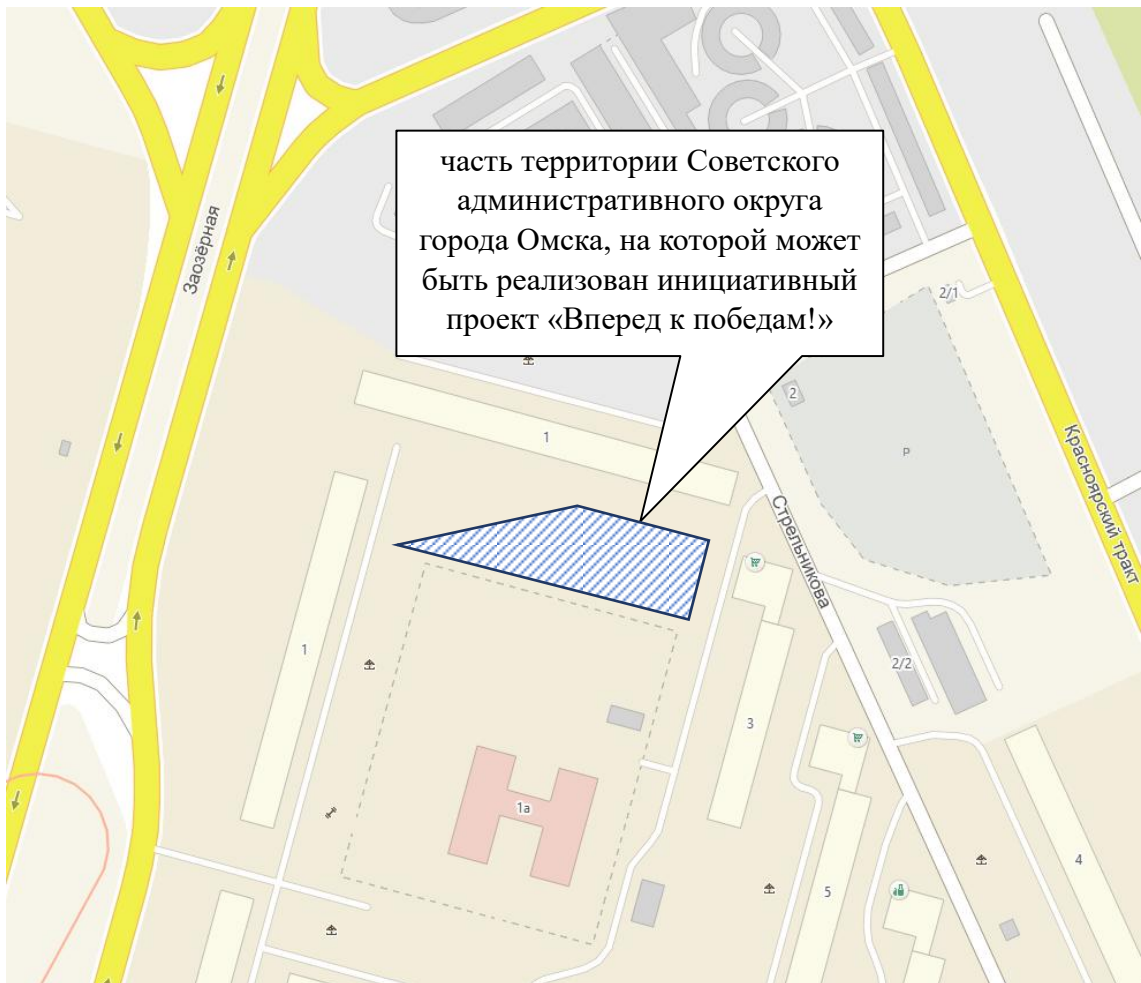 часть территории Советского
административного округа
города Омска, на которой может
быть реализован инициативный
проект «Вперед к победам!»
Заозёрная
2/1
2
1
P
Красноярский тракт
Стрельникова
1
2/2
3
1а
4
5